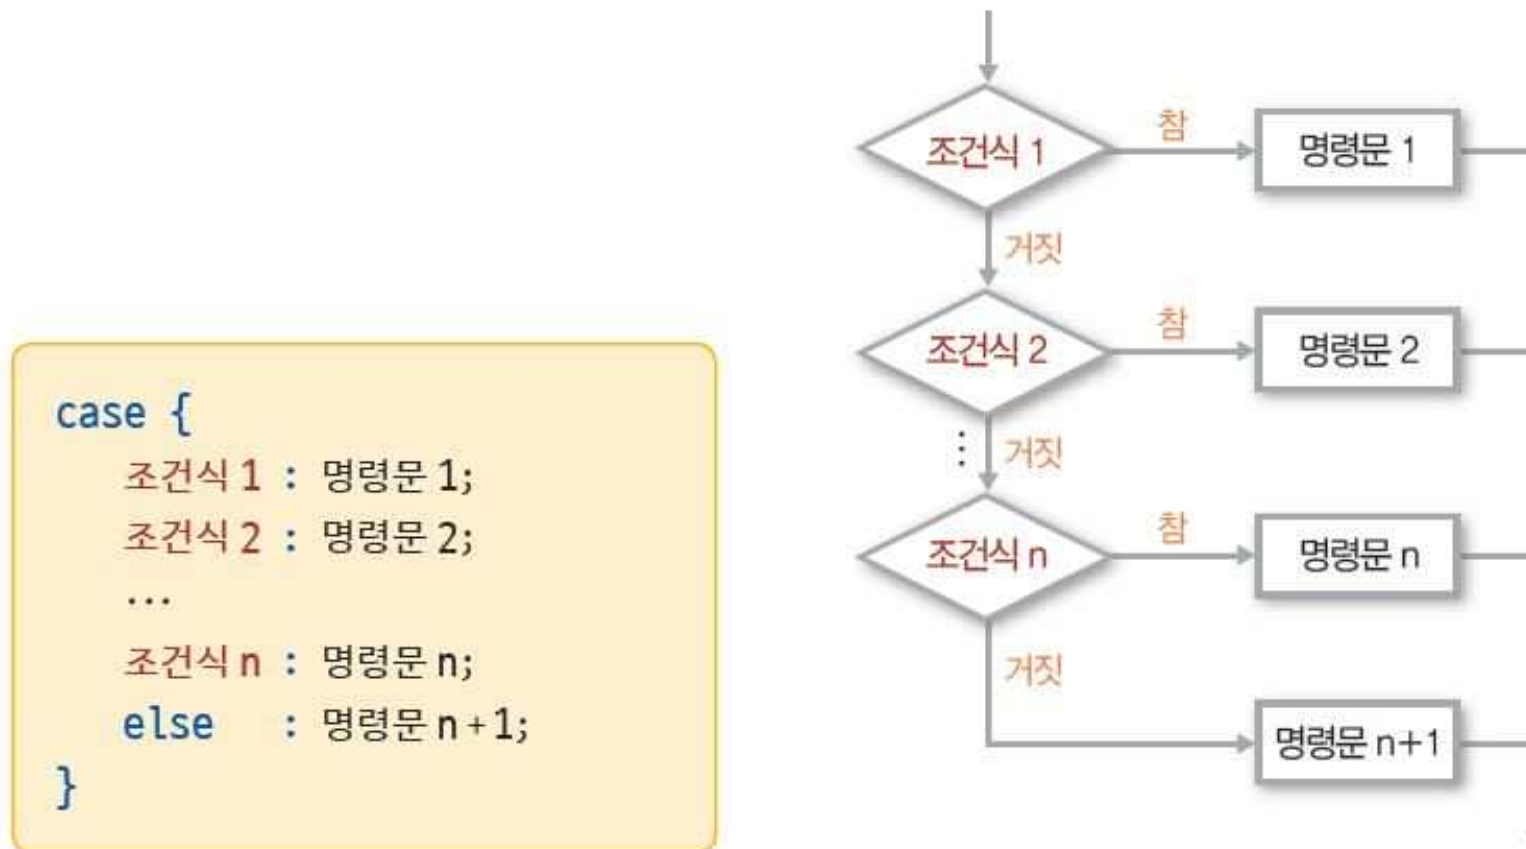 case {
조건식 1 : 명령문 1;
조건식 2 : 명령문 2;
...
조건식 n : 명령문 n;
else : 명령문 n + 1;
}
조건식 1
참
명령문 1
거짓
조건식 2
참
명령문 2
⋮
거짓
조건식 n
참
명령문 n
거짓
명령문 n+1